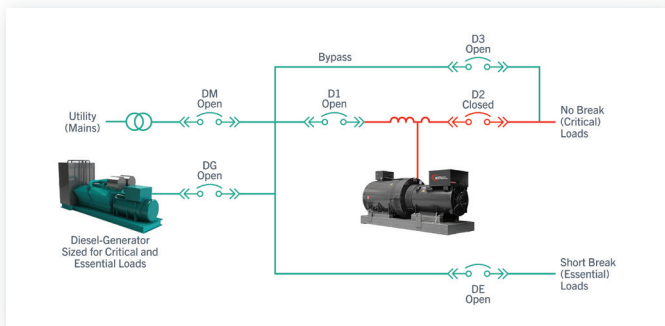 D3
Open
Bypass
DM
Open
D1
Open
D2
Closed
Utility
(Mains)
No Break
(Critical)
Loads
DG
Open
Diesel-Generator
Sized for Critical and
Essential Loads
Short Break
(Essential)
Loads
DE
Open